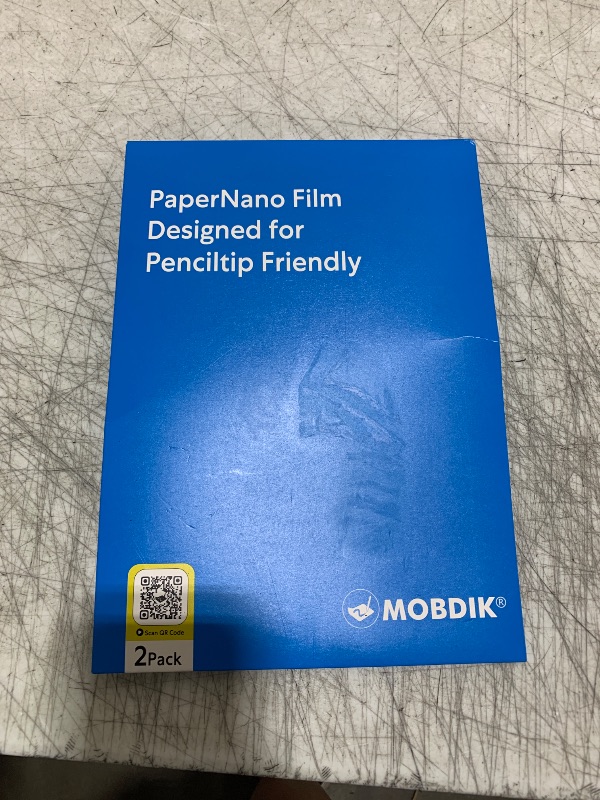 PaperNano Film
Designed for
Penciltip Friendly
Scan QR Code
2Pack
MOBDIK®